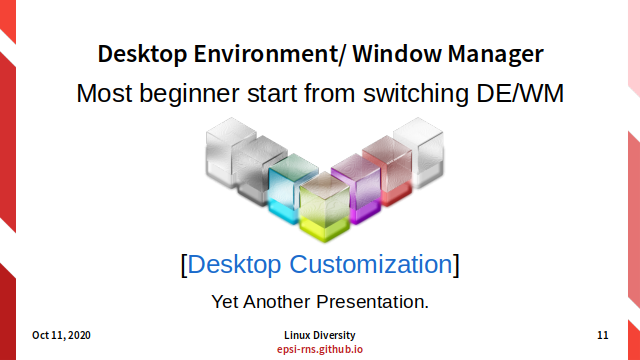 Desktop Environment/ Window Manager
Most beginner start from switching DE/WM
[Desktop Customization]
Yet Another Presentation.
Oct 11, 2020
Linux Diversity
11
epsi-rns.github.io